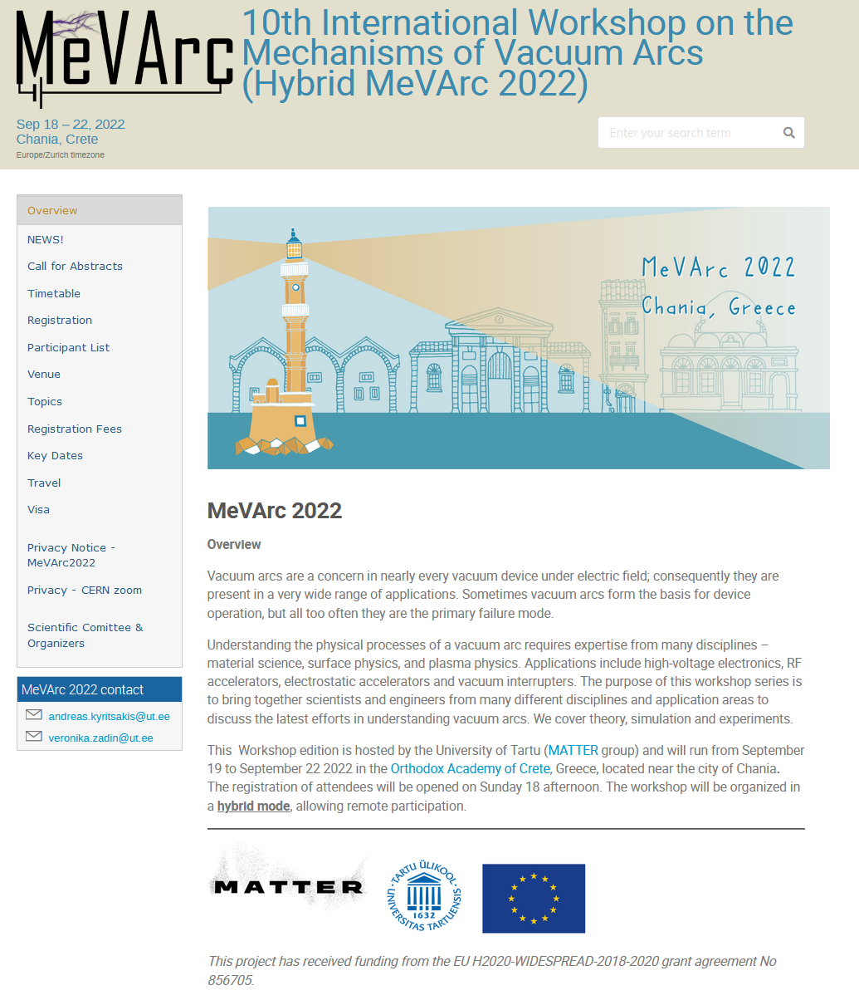 MeVArc
10th International Workshop on the
Mechanisms of Vacuum Arcs
(Hybrid MeVArc 2022)
Sep 18 – 22, 2022
Chania, Crete
Europe/Zurich timezone
Enter your search term
Overview
NEWS!
Call for Abstracts
Timetable
Registration
Participant List
Venue
Topics
Registration Fees
Key Dates
Travel
Visa
Privacy Notice -
MeVArc2022
Privacy - CERN zoom
Scientific Comittee &
Organizers
MeVArc 2022 contact
andreas.kyritsakis@ut.ee
veronika.zadin@ut.ee
MeVArc 2022
Chania, Greece
MeVArc 2022
Overview
Vacuum arcs are a concern in nearly every vacuum device under electric field; consequently they are
present in a very wide range of applications. Sometimes vacuum arcs form the basis for device
operation, but all too often they are the primary failure mode.
Understanding the physical processes of a vacuum arc requires expertise from many disciplines –
material science, surface physics, and plasma physics. Applications include high-voltage electronics, RF
accelerators, electrostatic accelerators and vacuum interrupters. The purpose of this workshop series is
to bring together scientists and engineers from many different disciplines and application areas to
discuss the latest efforts in understanding vacuum arcs. We cover theory, simulation and experiments.
This  Workshop edition is hosted by the University of Tartu (MATTER group) and will run from September
19 to September 22 2022 in the Orthodox Academy of Crete, Greece, located near the city of Chania.
The registration of attendees will be opened on Sunday 18 afternoon. The workshop will be organized in
a hybrid mode, allowing remote participation.
MATTER
TARTU ÜLIKOOL
1632
UNIVERSITAS TARTUENSIS
This project has received funding from the EU H2020-WIDESPREAD-2018-2020 grant agreement No
856705.